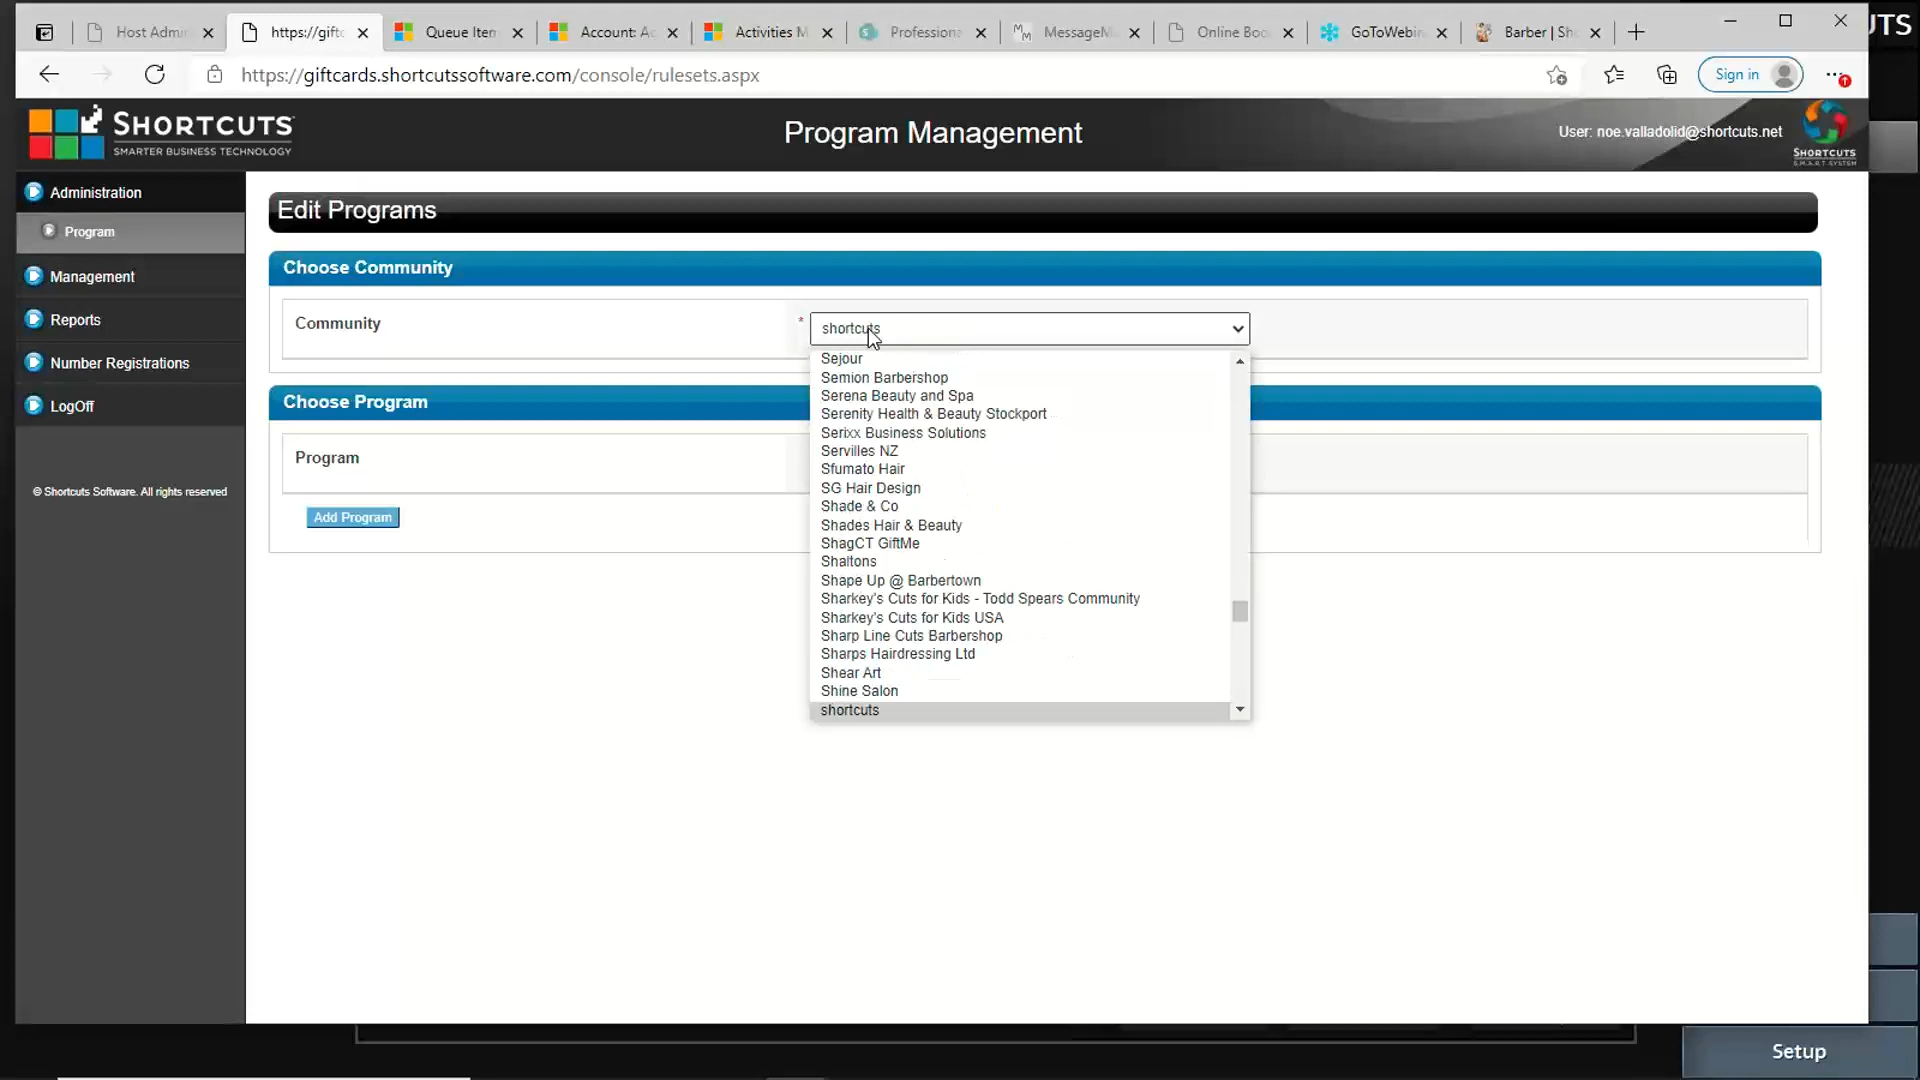 Host Admi
https://gifte
Queue Iten
Account: A
Activities M
Profession
MessageM
Online Boo
GoToWebin
Barber | Sh
UTS
https://giftcards.shortcutssoftware.com/console/rulesets.aspx
Sign in
SHORTCUTS
SMARTER BUSINESS TECHNOLOGY
Program Management
User: noe.valladolid@shortcuts.net
SHORTCUTS
S.M.A.R.T. SYSTEM
Administration
Program
Management
Reports
Number Registrations
LogOff
© Shortcuts Software. All rights reserved
Edit Programs
Choose Community
Community
* shortcuts
Sejour
Semion Barbershop
Serena Beauty and Spa
Serenity Health & Beauty Stockport
Serixx Business Solutions
Servilles NZ
Sfumato Hair
SG Hair Design
Shade & Co
Shades Hair & Beauty
ShagCT GiftMe
Shaltons
Shape Up @ Barbertown
Sharkey's Cuts for Kids - Todd Spears Community
Sharkey's Cuts for Kids USA
Sharp Line Cuts Barbershop
Sharps Hairdressing Ltd
Shear Art
Shine Salon
shortcuts
Choose Program
Program
Add Program
Setup